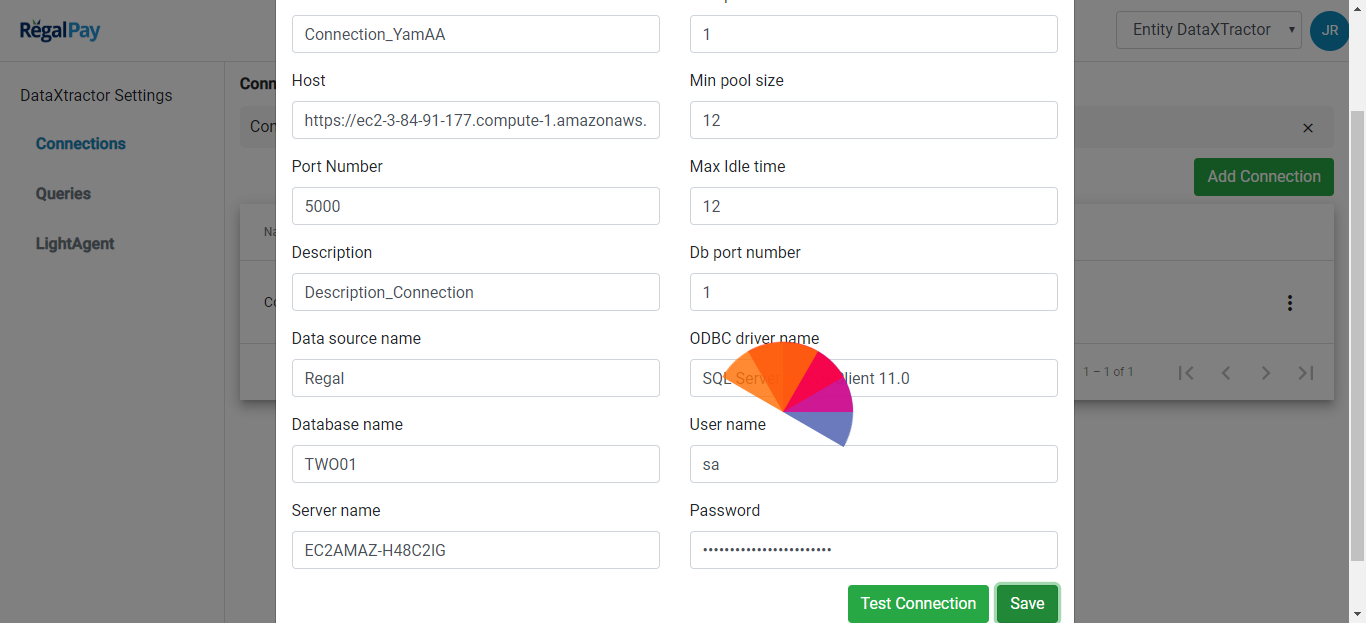 RegalPay
Entity DataXTractor
JR
DataXtractor Settings
Connections
Queries
LightAgent
Conn
Con
Add Connection
Na
Co
1 – 1 of 1
Connection_YamAA
1
Host
Min pool size
https://ec2-3-84-91-177.compute-1.amazonaws.
12
Port Number
Max Idle time
5000
12
Description
Db port number
Description_Connection
1
Data source name
ODBC driver name
Regal
SQL Server lient 11.0
Database name
User name
TWO01
sa
Server name
Password
EC2AMAZ-H48C2IG
Test Connection
Save